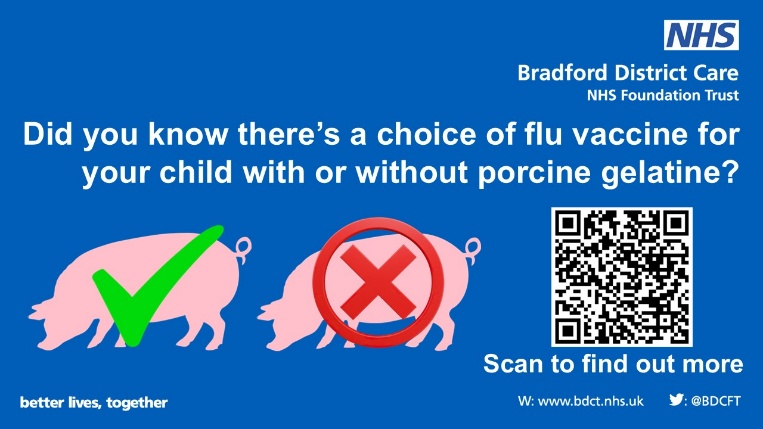 NHS
Bradford District Care
NHS Foundation Trust
Did you know there's a choice of flu vaccine for
your child with or without porcine gelatine?
Scan to find out more
better lives, together
W: www.bdct.nhs.uk
: @BDCFT